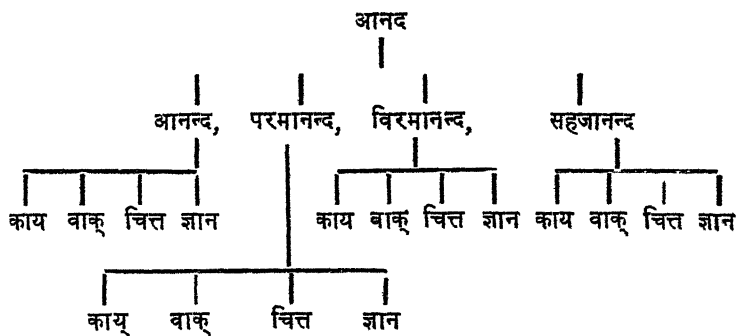 आनद
आनन्द, परमानन्द, विरमानन्द, सहजानन्द
काय वाक् चित्त ज्ञान काय बाक् चित्त ज्ञान काय वाक् चित्त ज्ञान
काय् वाक् चित्त ज्ञान